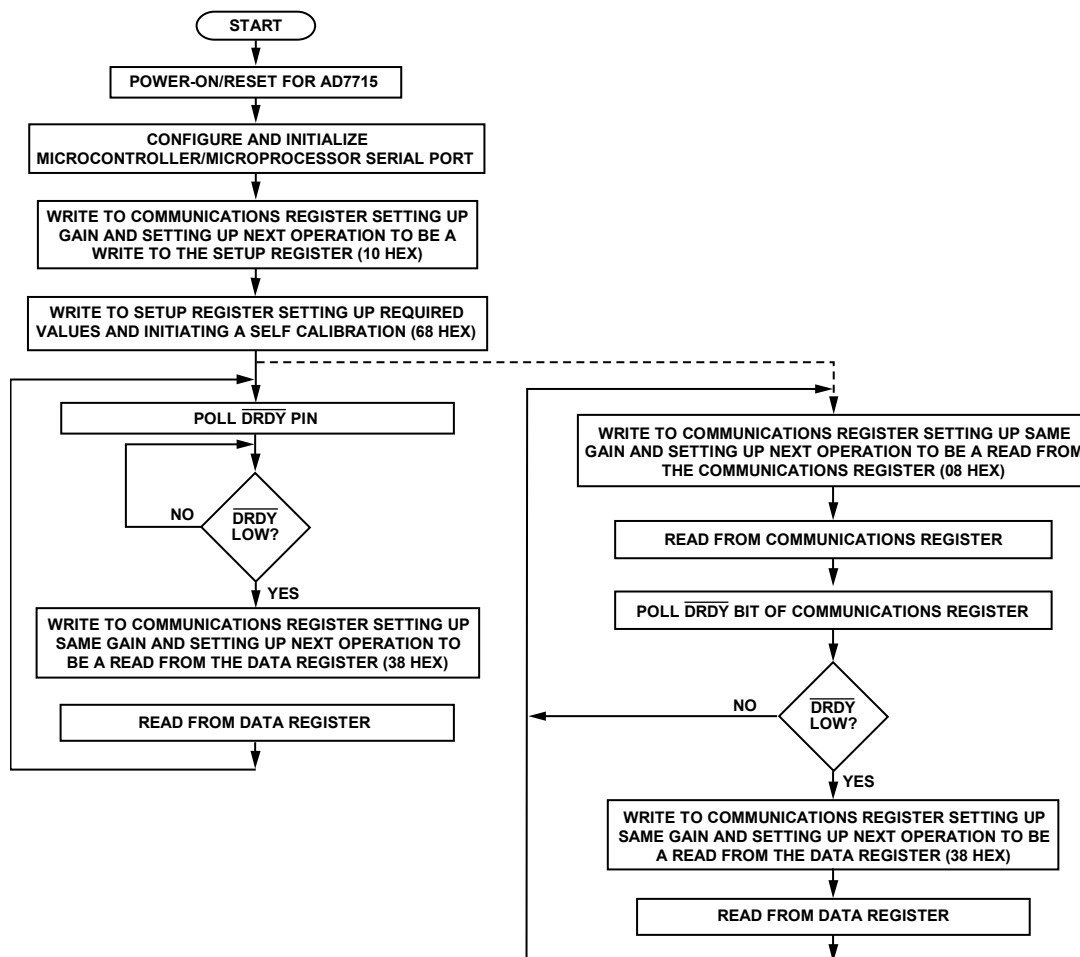 START
POWER-ON/RESET FOR AD7715
CONFIGURE AND INITIALIZE
MICROCONTROLLER/MICROPROCESSOR SERIAL PORT
WRITE TO COMMUNICATIONS REGISTER SETTING UP
GAIN AND SETTING UP NEXT OPERATION TO BE A
WRITE TO THE SETUP REGISTER (10 HEX)
WRITE TO SETUP REGISTER SETTING UP REQUIRED
VALUES AND INITIATING A SELF CALIBRATION (68 HEX)
POLL D̅R̅D̅Y̅ PIN
NO
D̅R̅D̅Y̅
LOW?
YES
WRITE TO COMMUNICATIONS REGISTER SETTING UP
SAME GAIN AND SETTING UP NEXT OPERATION TO
BE A READ FROM THE DATA REGISTER (38 HEX)
READ FROM DATA REGISTER
WRITE TO COMMUNICATIONS REGISTER SETTING UP SAME
GAIN AND SETTING UP NEXT OPERATION TO BE A READ FROM
THE COMMUNICATIONS REGISTER (08 HEX)
READ FROM COMMUNICATIONS REGISTER
POLL D̅R̅D̅Y̅ BIT OF COMMUNICATIONS REGISTER
NO
D̅R̅D̅Y̅
LOW?
YES
WRITE TO COMMUNICATIONS REGISTER SETTING UP
SAME GAIN AND SETTING UP NEXT OPERATION TO BE
A READ FROM THE DATA REGISTER (38 HEX)
READ FROM DATA REGISTER